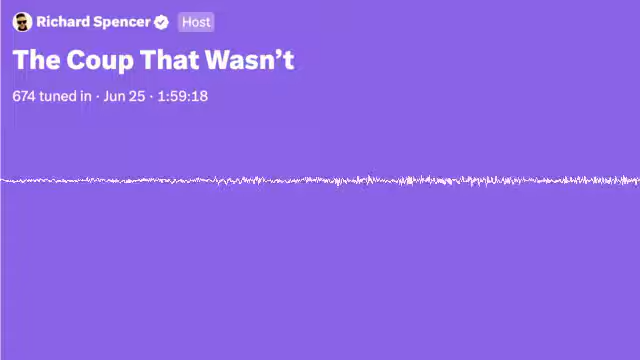 Richard Spencer Host
The Coup That Wasn’t
674 tuned in · Jun 25 · 1:59:18